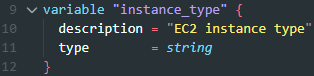 9 variable "instance_type" {
10 description = "EC2 instance type"
11 type = string
12 }